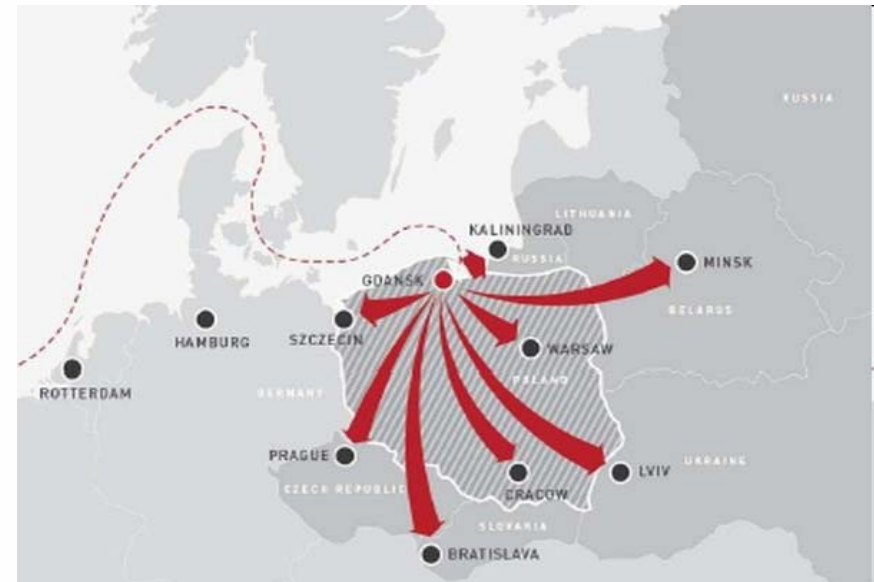 RUSSIA
LITHUANIA
KALININGRAD
RUSSIA
MINSK
GDANSK
BELARUS
HAMBURG
SZCZECIN
WARSAW
ROTTERDAM
GERMANY
POLAND
PRAGUE
LVIV
UKRAINE
CZECH REPUBLIC
CRACOW
SLOVAKIA
BRATISLAVA